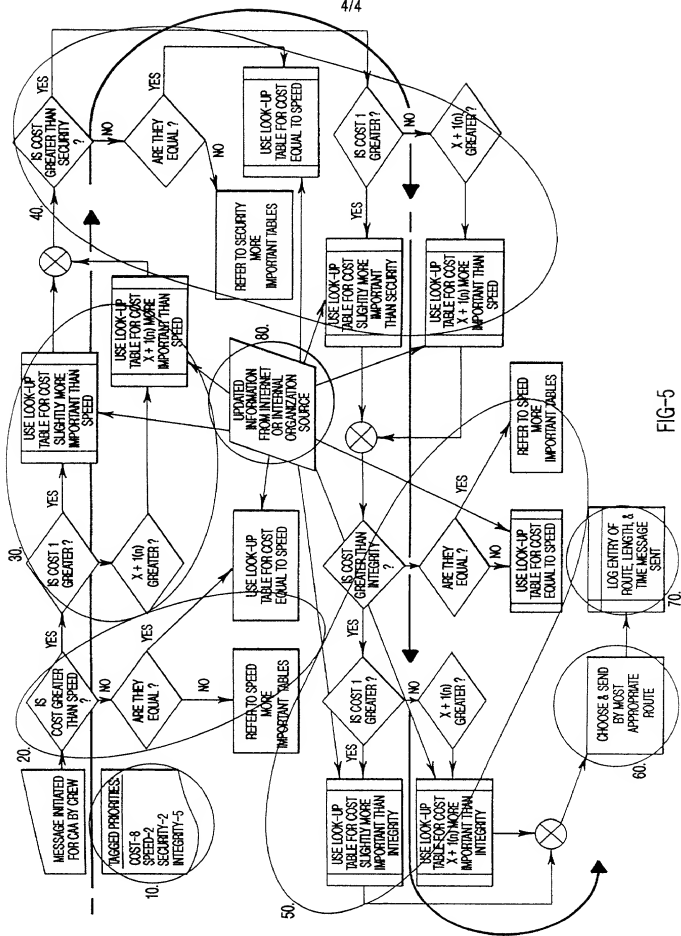 4/4
20.
MESSAGE INITIATED
FOR CAA BY CREW
10.
TAGGED PRIORITIES:
COST-8
SPEED-2
SECURITY-2
INTEGRITY-5
IS
COST GREATER
THAN SPEED
?
YES
NO
ARE THEY
EQUAL ?
YES
NO
REFER TO SPEED
MORE
IMPORTANT TABLES
USE LOOK-UP
TABLE FOR COST
EQUAL TO SPEED
30.
IS COST 1
GREATER ?
YES
X + 1(n)
GREATER ?
USE LOOK-UP
TABLE FOR COST
SLIGHTLY MORE
IMPORTANT THAN
SPEED
USE LOOK-UP
TABLE FOR COST
X + 1(n) MORE
IMPORTANT THAN
SPEED
40.
IS COST
GREATER THAN
SECURITY
?
YES
NO
ARE THEY
EQUAL ?
YES
NO
REFER TO SECURITY
MORE
IMPORTANT TABLES
USE LOOK-UP
TABLE FOR COST
EQUAL TO SPEED
80.
UPDATED
INFORMATION
FROM INTERNET
OR INTERNAL
ORGANIZATION
SOURCE
IS COST 1
GREATER ?
YES
NO
X + 1(n)
GREATER ?
USE LOOK-UP
TABLE FOR COST
SLIGHTLY MORE
IMPORTANT
THAN SECURITY
USE LOOK-UP
TABLE FOR COST
X + 1(n) MORE
IMPORTANT THAN
SPEED
IS COST
GREATER THAN
INTEGRITY
?
YES
NO
ARE THEY
EQUAL ?
YES
NO
REFER TO SPEED
MORE
IMPORTANT TABLES
USE LOOK-UP
TABLE FOR COST
EQUAL TO SPEED
IS COST 1
GREATER ?
YES
NO
X + 1(n)
GREATER ?
50.
USE LOOK-UP
TABLE FOR COST
SLIGHTLY MORE
IMPORTANT THAN
INTEGRITY
USE LOOK-UP
TABLE FOR COST
X + 1(n) MORE
IMPORTANT THAN
INTEGRITY
60.
CHOOSE & SEND
BY MOST
APPROPRIATE
ROUTE
70.
LOG ENTRY OF
ROUTE, LENGTH, &
TIME MESSAGE
SENT
FIG-5